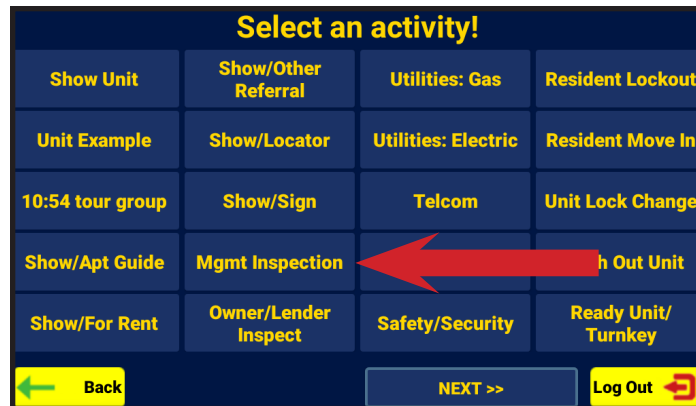 Select an activity!
Show Unit
Show/Other
Referral
Utilities: Gas
Resident Lockout
Unit Example
Show/Locator
Utilities: Electric
Resident Move In
10:54 tour group
Show/Sign
Telcom
Unit Lock Change
Show/Apt Guide
Mgmt Inspection
h Out Unit
Show/For Rent
Owner/Lender
Inspect
Safety/Security
Ready Unit/
Turnkey
Back
NEXT >>
Log Out